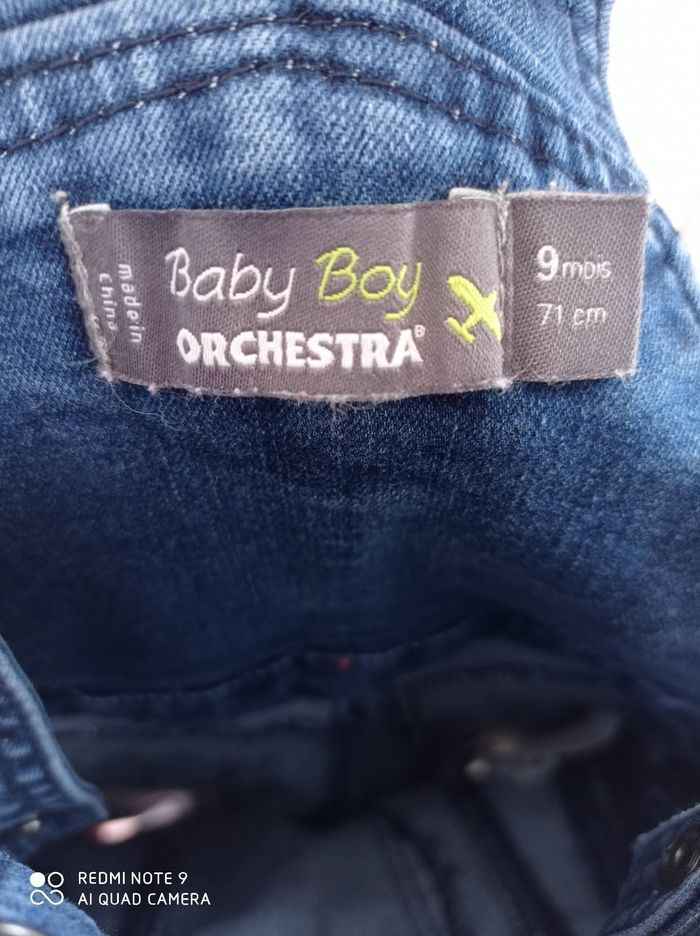 made in
china
Baby Boy
ORCHESTRA®
9 mois
71 cm
REDMI NOTE 9
AI QUAD CAMERA